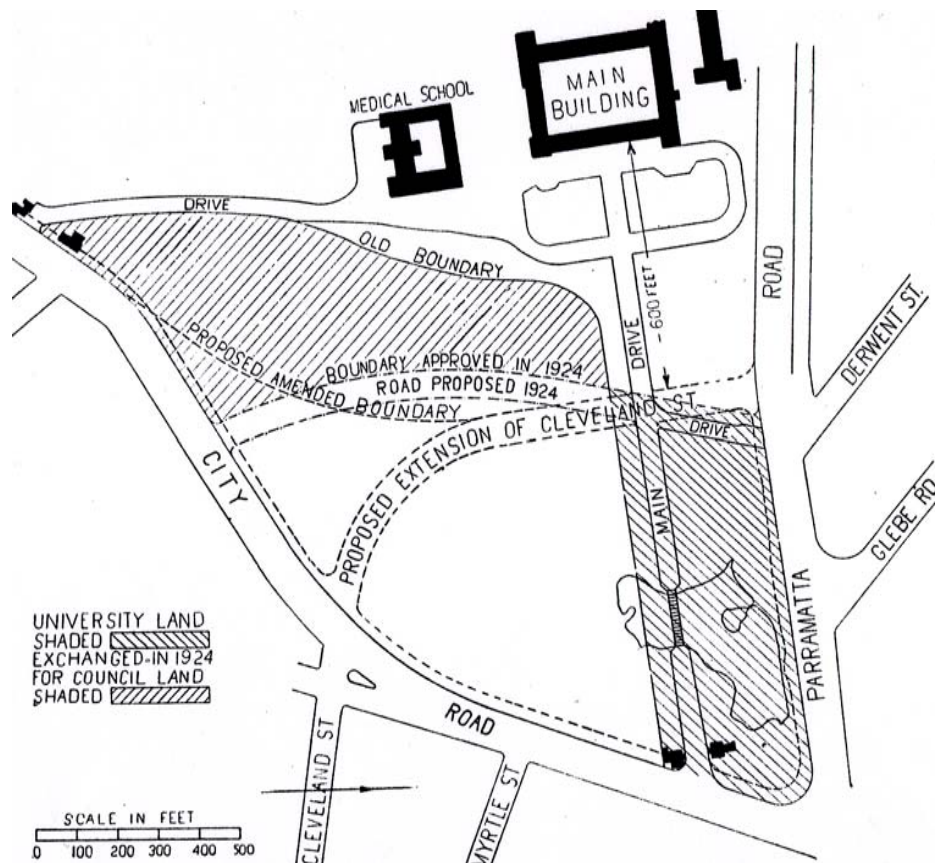 MAIN
BUILDING
MEDICAL SCHOOL
DRIVE
OLD BOUNDARY
ROAD
600 FEET
DRIVE
DERWENT ST.
BOUNDARY APPROVED IN 1924
PROPOSED AMENDED BOUNDARY
ROAD PROPOSED 1924
PROPOSED EXTENSION OF CLEVELAND ST
DRIVE
CITY
MAIN
GLEBE RD
PARRAMATTA
UNIVERSITY LAND
SHADED
EXCHANGED-IN 1924
FOR COUNCIL LAND
SHADED
ROAD
CLEVELAND ST
MYRTLE ST
SCALE IN FEET
0 100 200 300 400 500